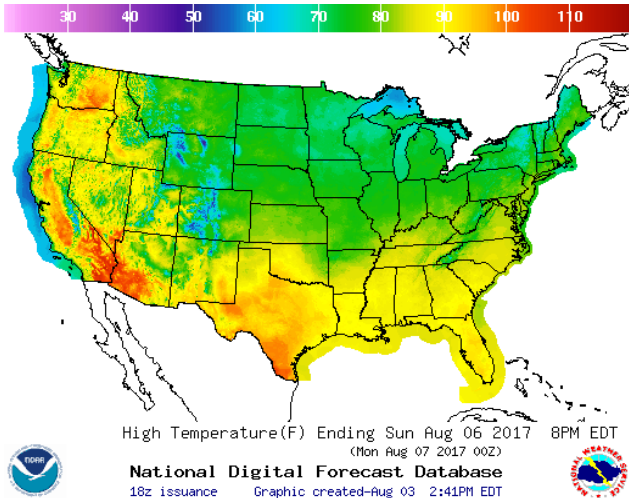 30 40 50 60 70 80 90 100 110
High Temperature(F) Ending Sun Aug 06 2017 8PM EDT
(Mon Aug 07 2017 00Z)
National Digital Forecast Database
18z issuance Graphic created-Aug 03 2:41PM EDT
NOAA
NATIONAL WEATHER SERVICE